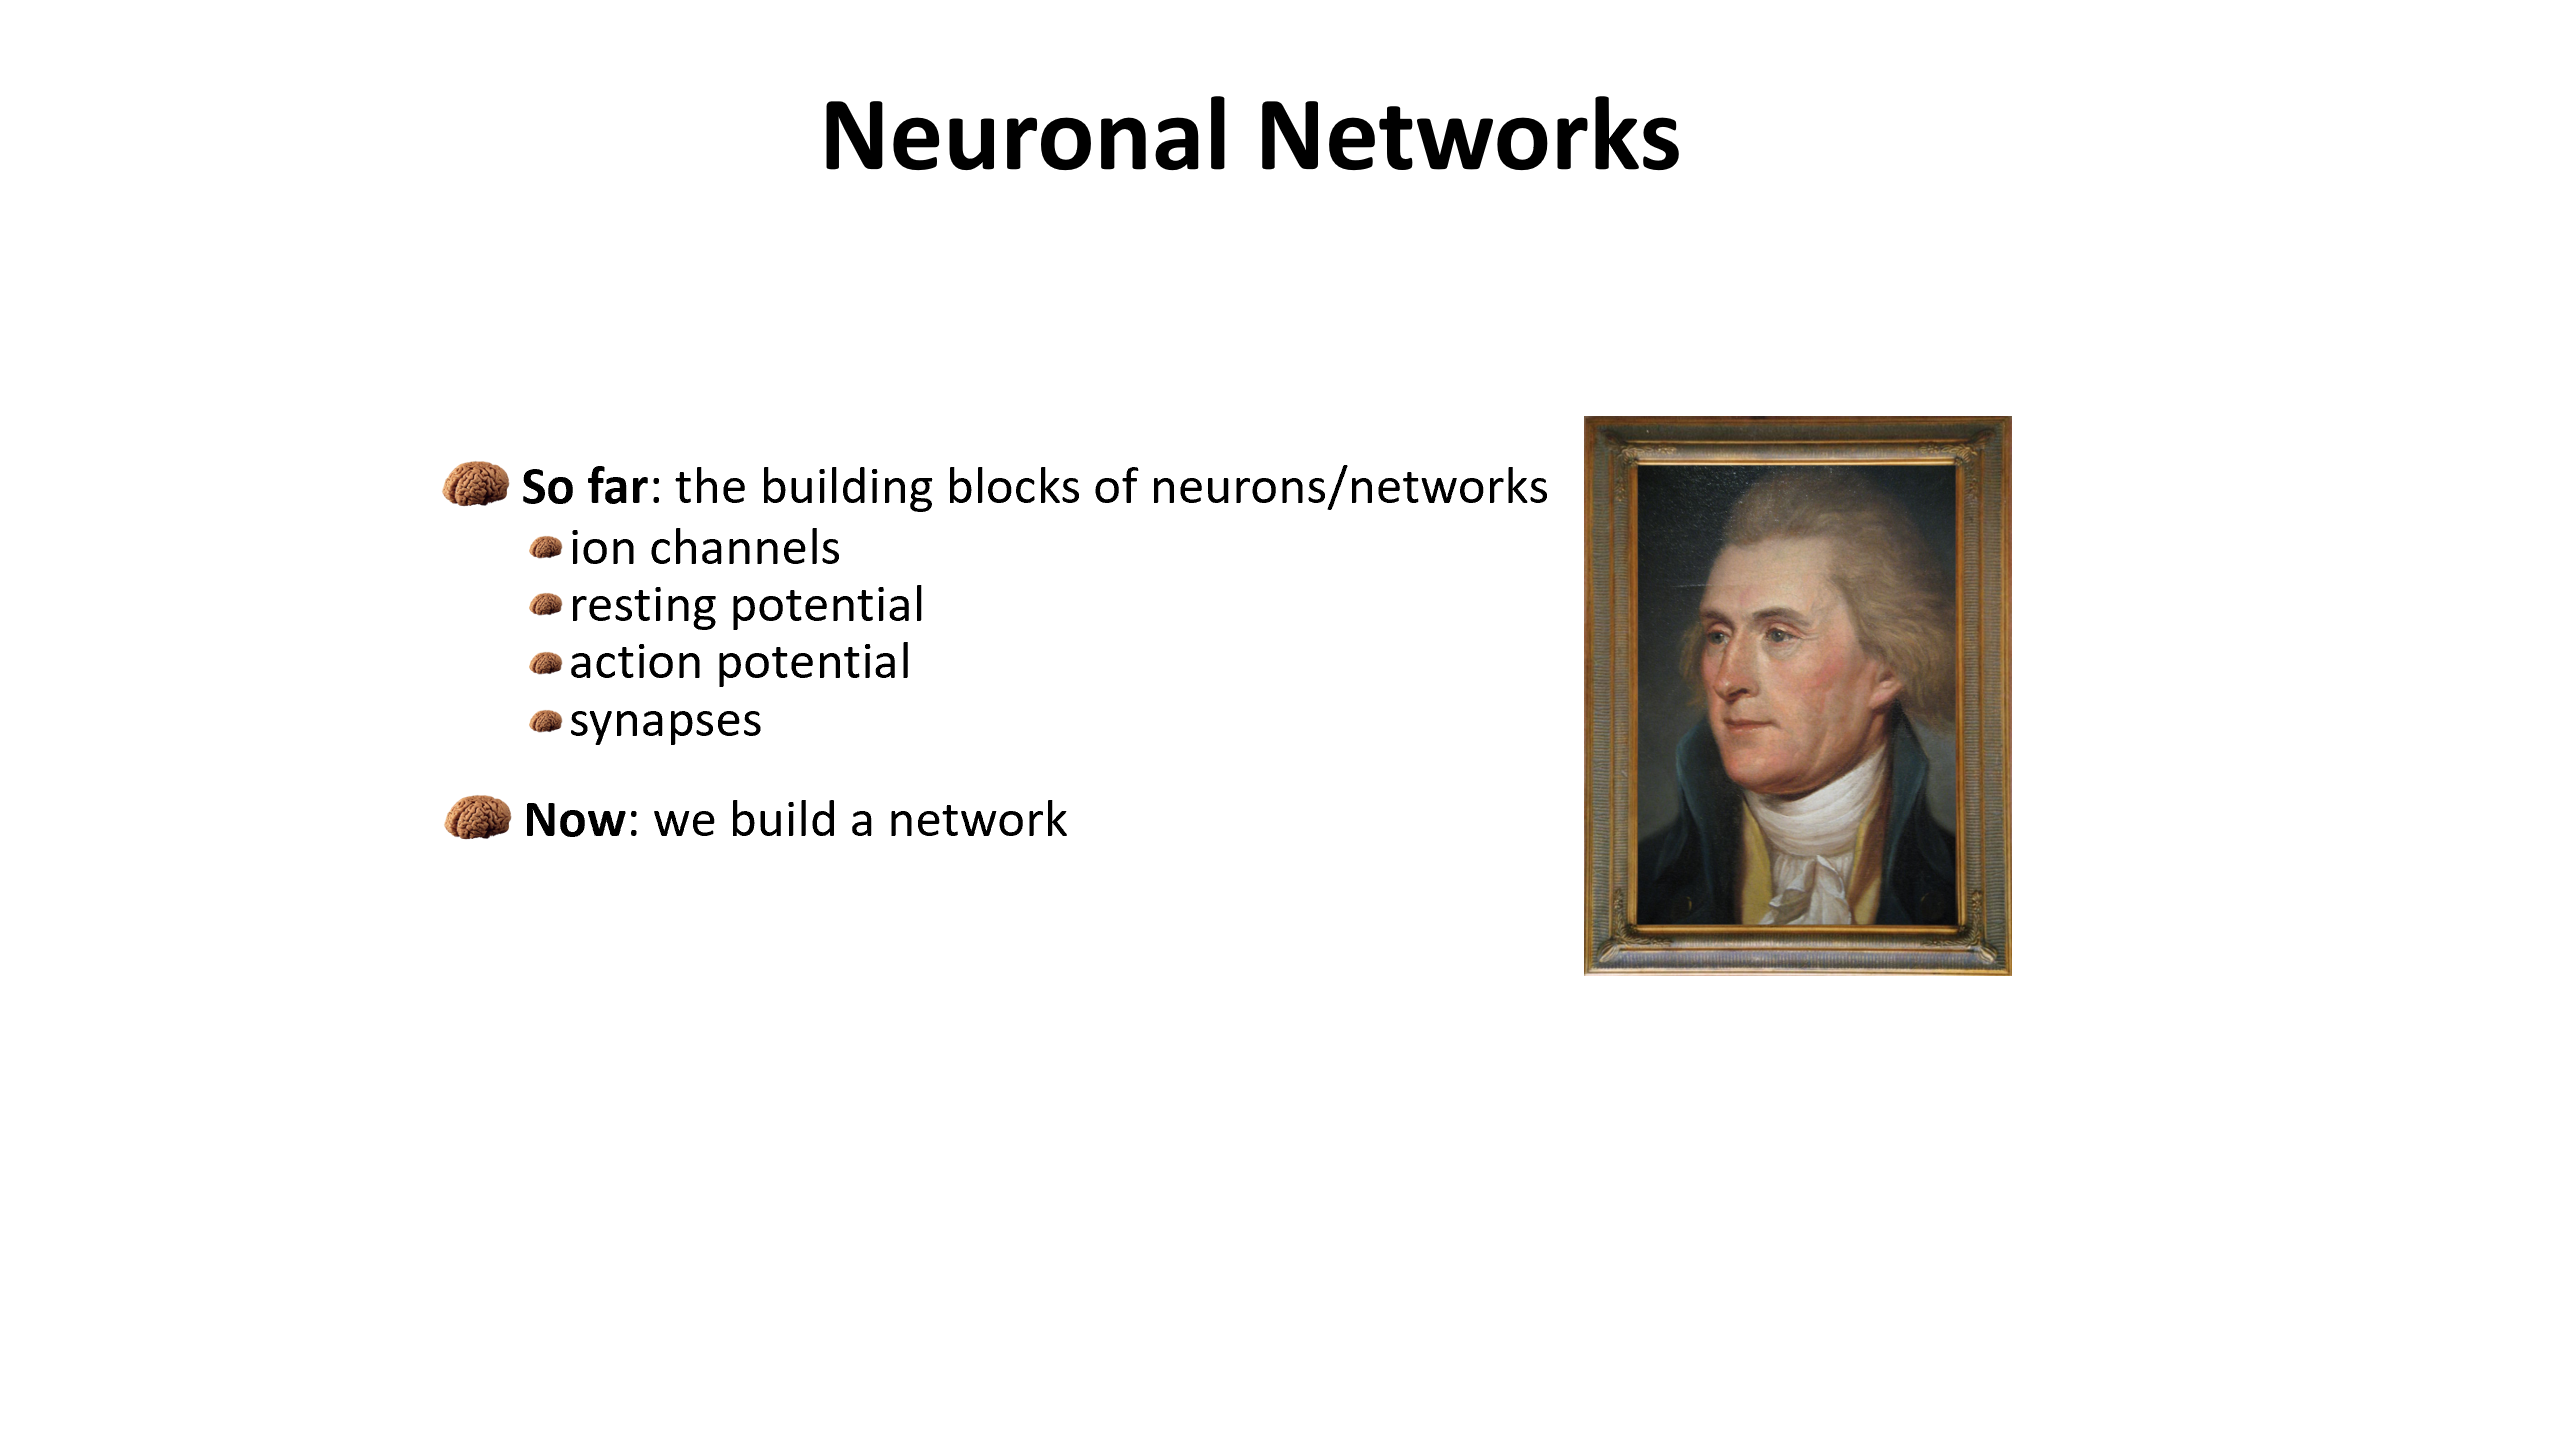 Neuronal Networks
So far: the building blocks of neurons/networks
ion channels
resting potential
action potential
synapses
Now: we build a network